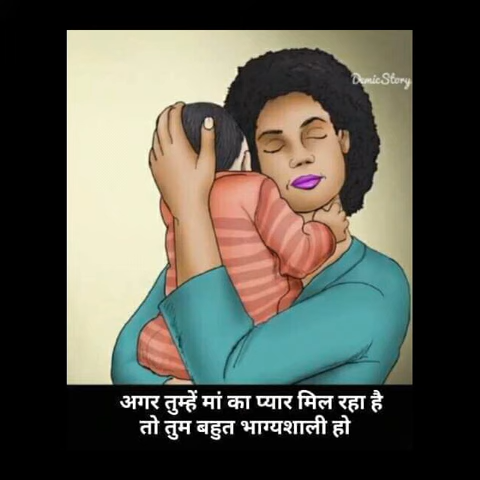 DemicStory
अगर तुम्हें मां का प्यार मिल रहा है
तो तुम बहुत भाग्यशाली हो